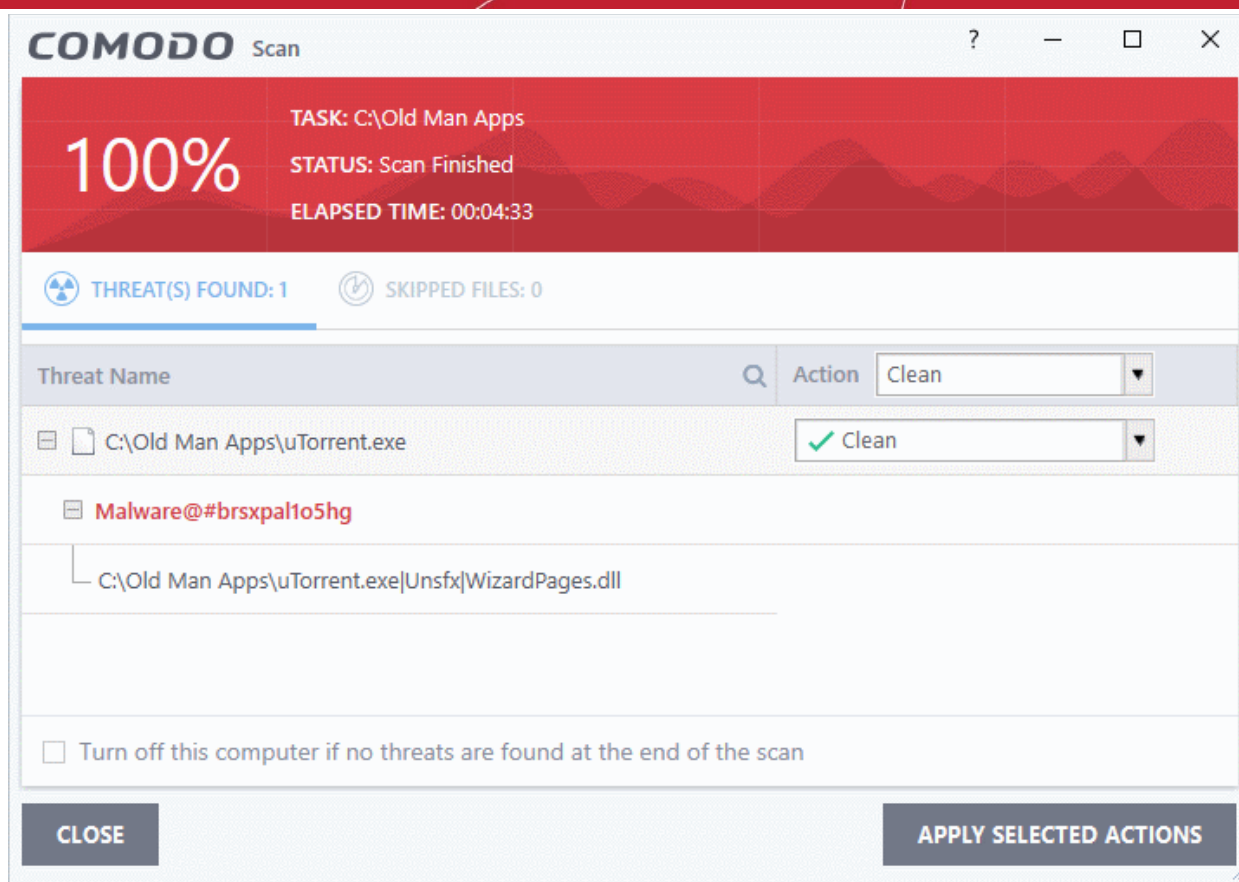 COMODO Scan ?
100%
TASK: C:\Old Man Apps
STATUS: Scan Finished
ELAPSED TIME: 00:04:33
THREAT(S) FOUND: 1 SKIPPED FILES: 0
Threat Name Action Clean
C:\Old Man Apps\uTorrent.exe Clean
Malware@#brsxpal1o5hg
C:\Old Man Apps\uTorrent.exe|Unsfx|WizardPages.dll
Turn off this computer if no threats are found at the end of the scan
CLOSE APPLY SELECTED ACTIONS